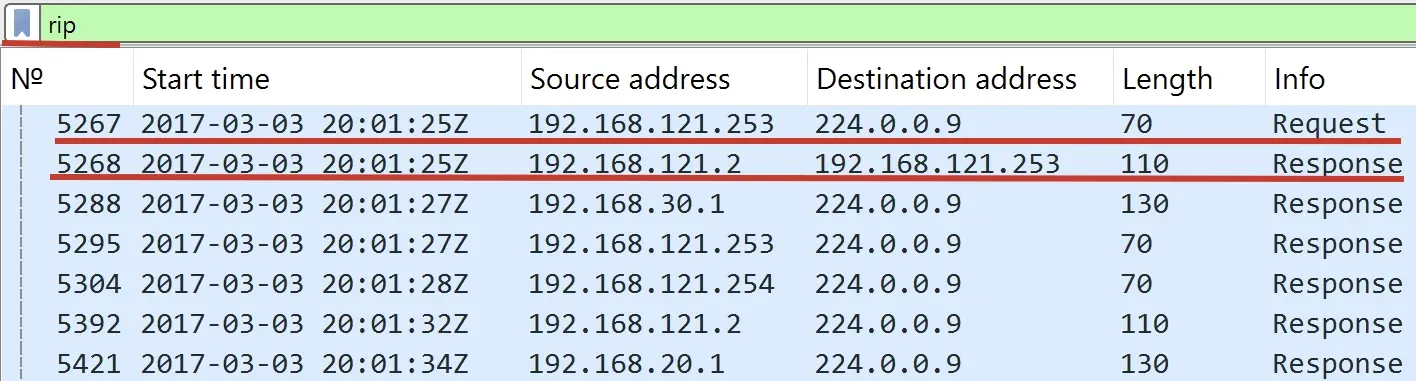 rip
№ Start time Source address Destination address Length Info
5267 2017-03-03 20:01:25Z 192.168.121.253 224.0.0.9 70 Request
5268 2017-03-03 20:01:25Z 192.168.121.2 192.168.121.253 110 Response
5288 2017-03-03 20:01:27Z 192.168.30.1 224.0.0.9 130 Response
5295 2017-03-03 20:01:27Z 192.168.121.253 224.0.0.9 70 Response
5304 2017-03-03 20:01:28Z 192.168.121.254 224.0.0.9 70 Response
5392 2017-03-03 20:01:32Z 192.168.121.2 224.0.0.9 110 Response
5421 2017-03-03 20:01:34Z 192.168.20.1 224.0.0.9 130 Response